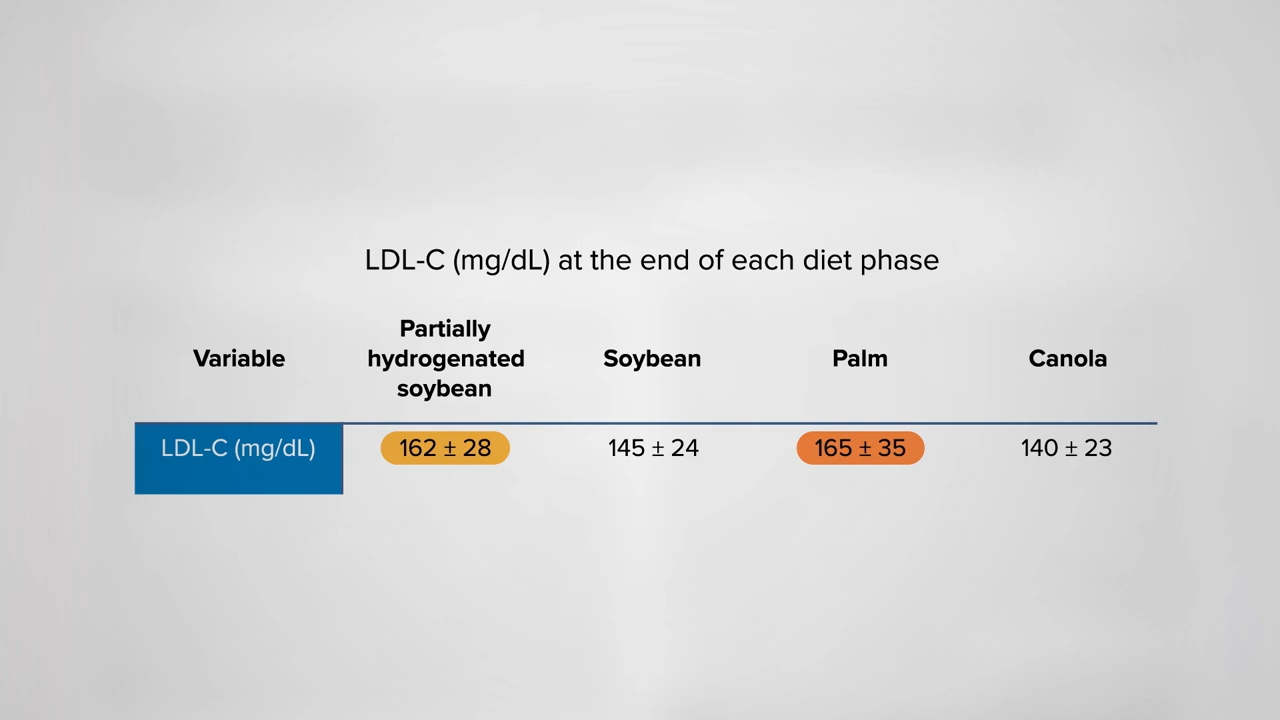 LDL-C (mg/dL) at the end of each diet phase
Variable
Partially
hydrogenated
soybean
Soybean
Palm
Canola
LDL-C (mg/dL)
162 ± 28
145 ± 24
165 ± 35
140 ± 23